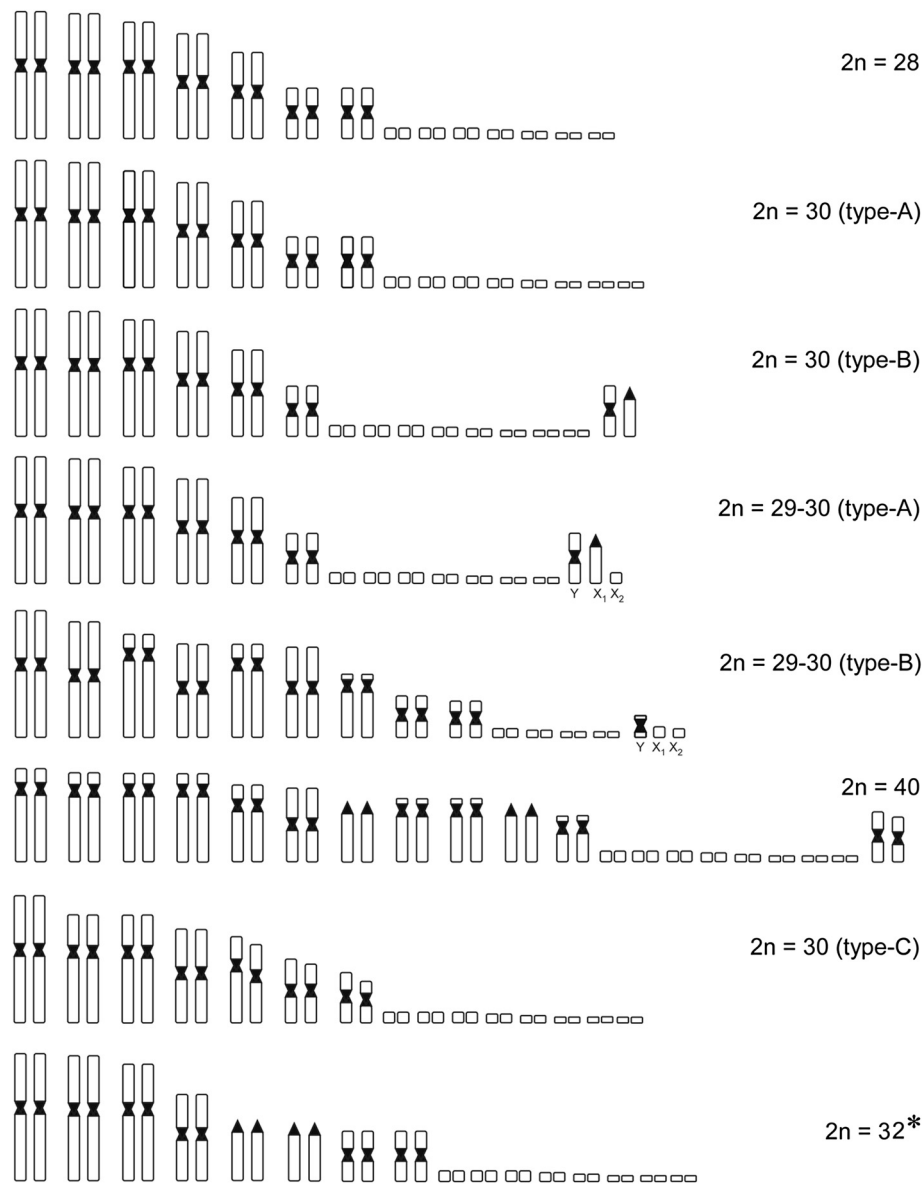 2n = 28
2n = 30 (type-A)
2n = 30 (type-B)
2n = 29-30 (type-A)
Y X₁ X₂
2n = 29-30 (type-B)
Y X₁ X₂
2n = 40
2n = 30 (type-C)
2n = 32*